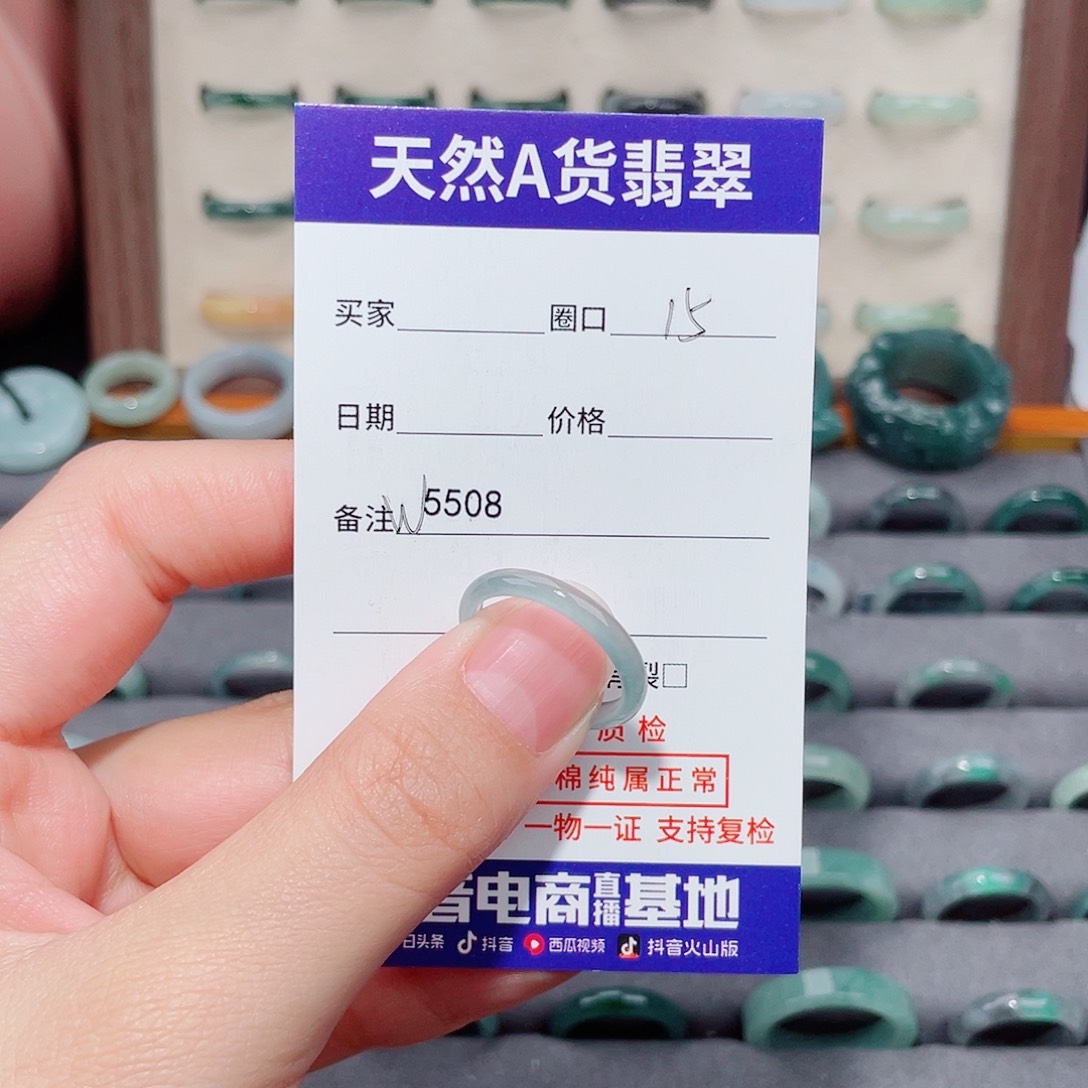 天然A货翡翠
买家 圈口 15
日期 价格
备注 W5508
裂□
质检
棉纯属正常
一物一证 支持复检
音电商直播基地
日头条 抖音 西瓜视频 抖音火山版